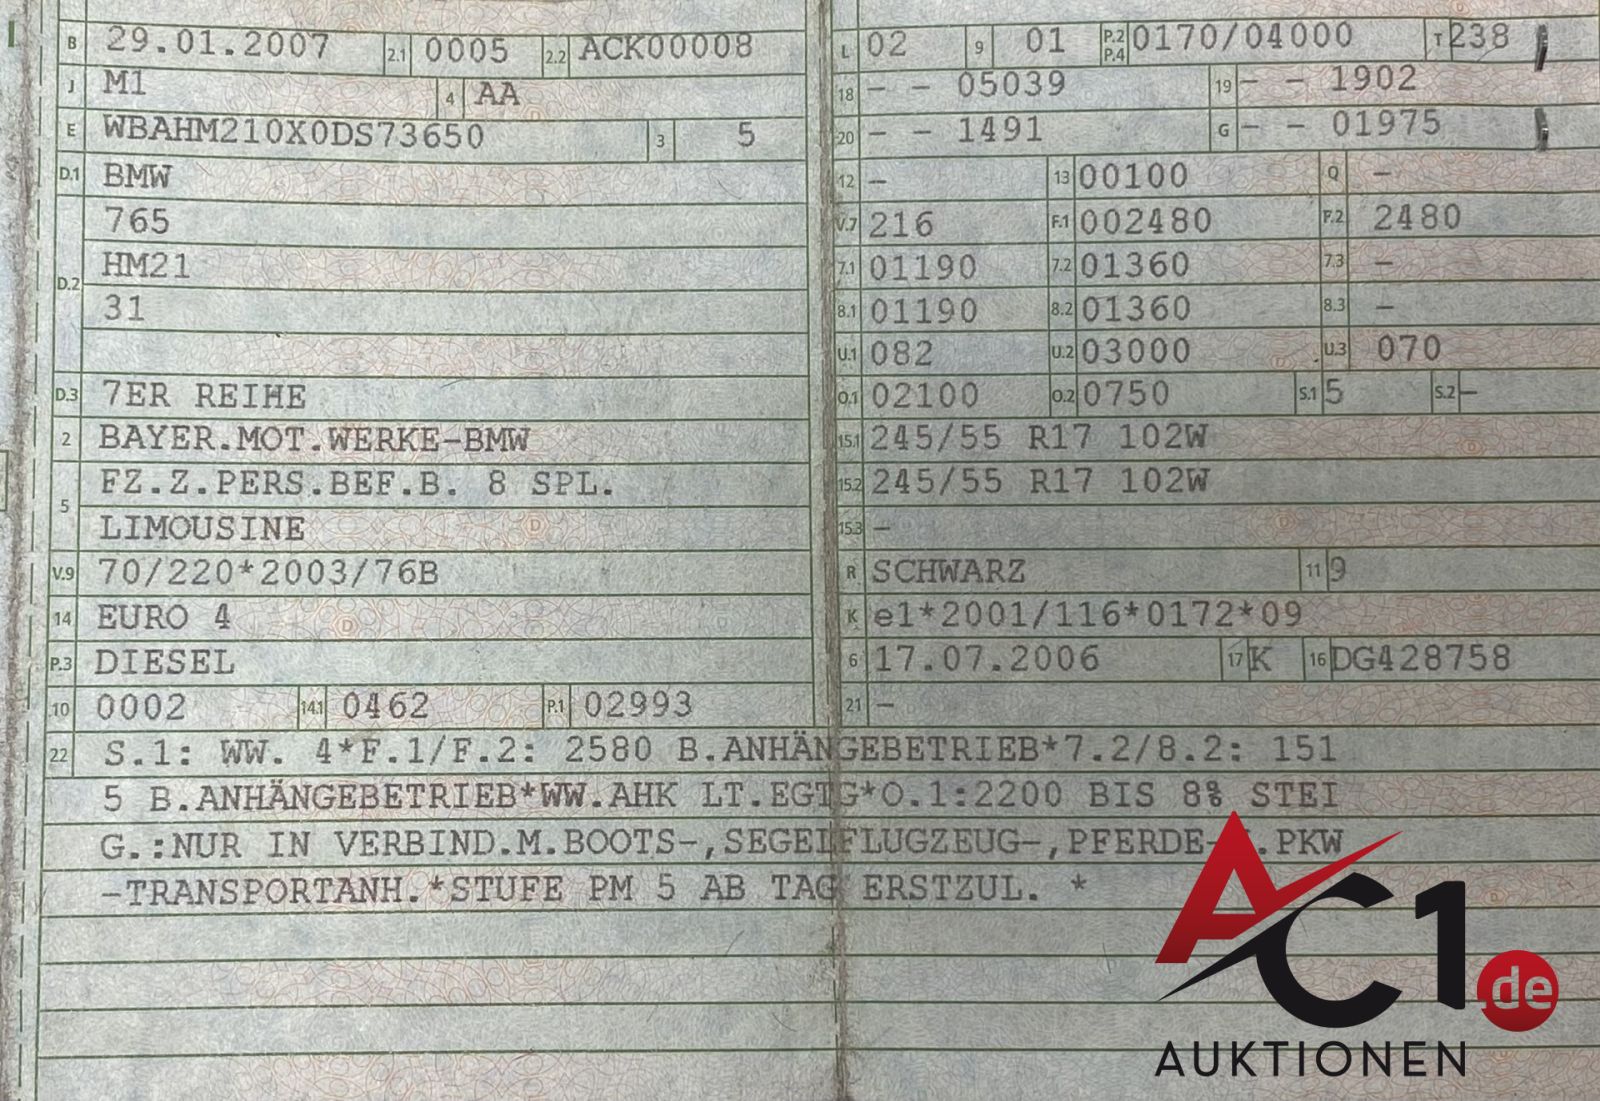 B 29.01.2007 2.1 0005 2.2 ACK00008
J M1 4 AA
E WBAHM210X0DS73650 3 5
D.1 BMW
765
D.2 HM21
31
D.3 7ER REIHE
2 BAYER.MOT.WERKE-BMW
5 FZ.Z.PERS.BEF.B. 8 SPL.
LIMOUSINE
V.9 70/220*2003/76B
14 EURO 4
P.3 DIESEL
10 0002 14.1 0462 P.1 02993
L 02 9 01 P.2 P.4 0170/04000 T 238
18 - - 05039 19 - - 1902
20 - - 1491 G - - 01975
12 - 13 00100 Q -
V.7 216 F.1 002480 F.2 2480
7.1 01190 7.2 01360 7.3 -
8.1 01190 8.2 01360 8.3 -
U.1 082 U.2 03000 U.3 070
O.1 02100 O.2 0750 S.1 5 S.2 -
15.1 245/55 R17 102W
15.2 245/55 R17 102W
15.3 -
R SCHWARZ 11 9
K e1*2001/116*0172*09
6 17.07.2006 17 K 16 DG428758
21 -
22 S.1: WW. 4*F.1/F.2: 2580 B.ANHÄNGEBETRIEB*7.2/8.2: 151
5 B.ANHÄNGEBETRIEB*WW.AHK LT.EGTG*O.1:2200 BIS 8% STEI
G.:NUR IN VERBIND.M.BOOTS-,SEGELFLUGZEUG-,PFERDE- .PKW
-TRANSPORTANH.*STUFE PM 5 AB TAG ERSTZUL. *
AC1.de
AUKTIONEN